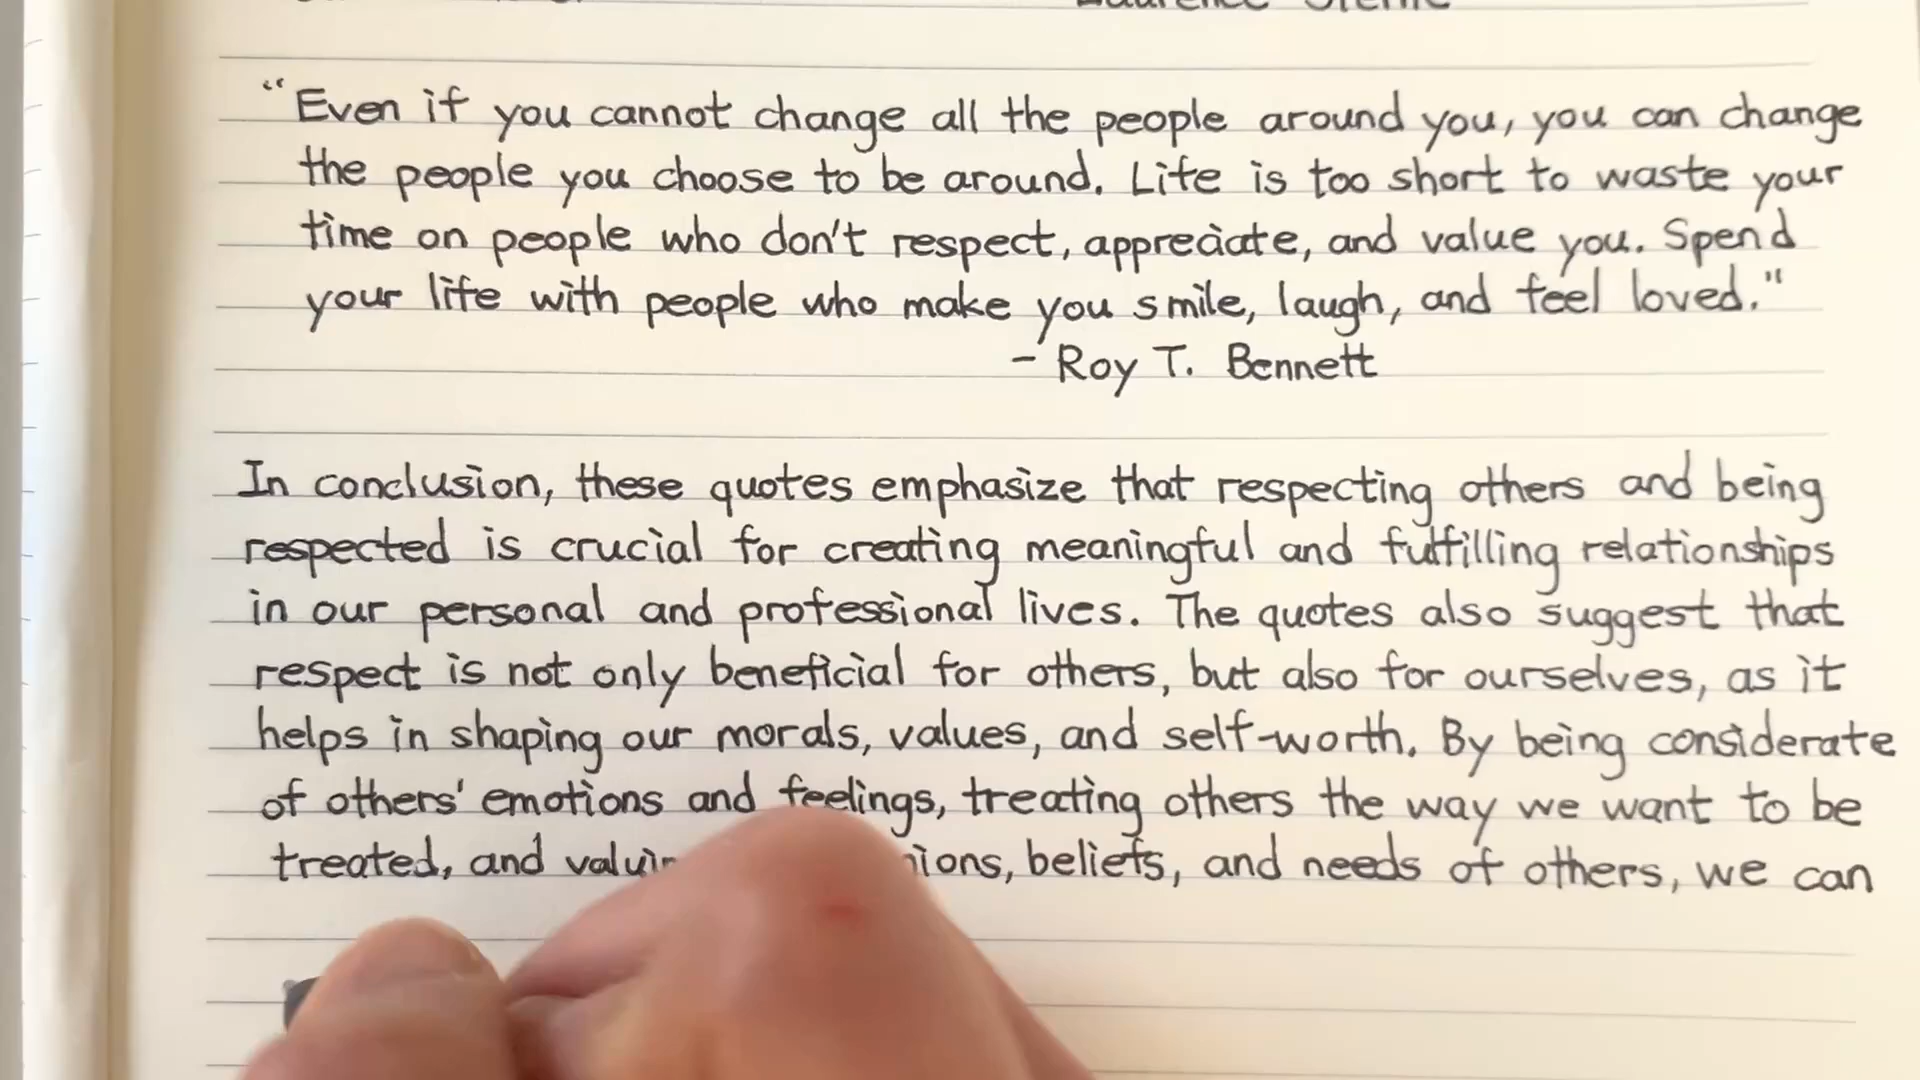 "Even if you cannot change all the people around you, you can change
the people you choose to be around. Life is too short to waste your
time on people who don't respect, appreciate, and value you. Spend
your life with people who make you smile, laugh, and feel loved."
- Roy T. Bennett
In conclusion, these quotes emphasize that respecting others and being
respected is crucial for creating meaningful and fulfilling relationships
in our personal and professional lives. The quotes also suggest that
respect is not only beneficial for others, but also for ourselves, as it
helps in shaping our morals, values, and self-worth. By being considerate
of others' emotions and feelings, treating others the way we want to be
treated, and beliefs, and needs of others, we can